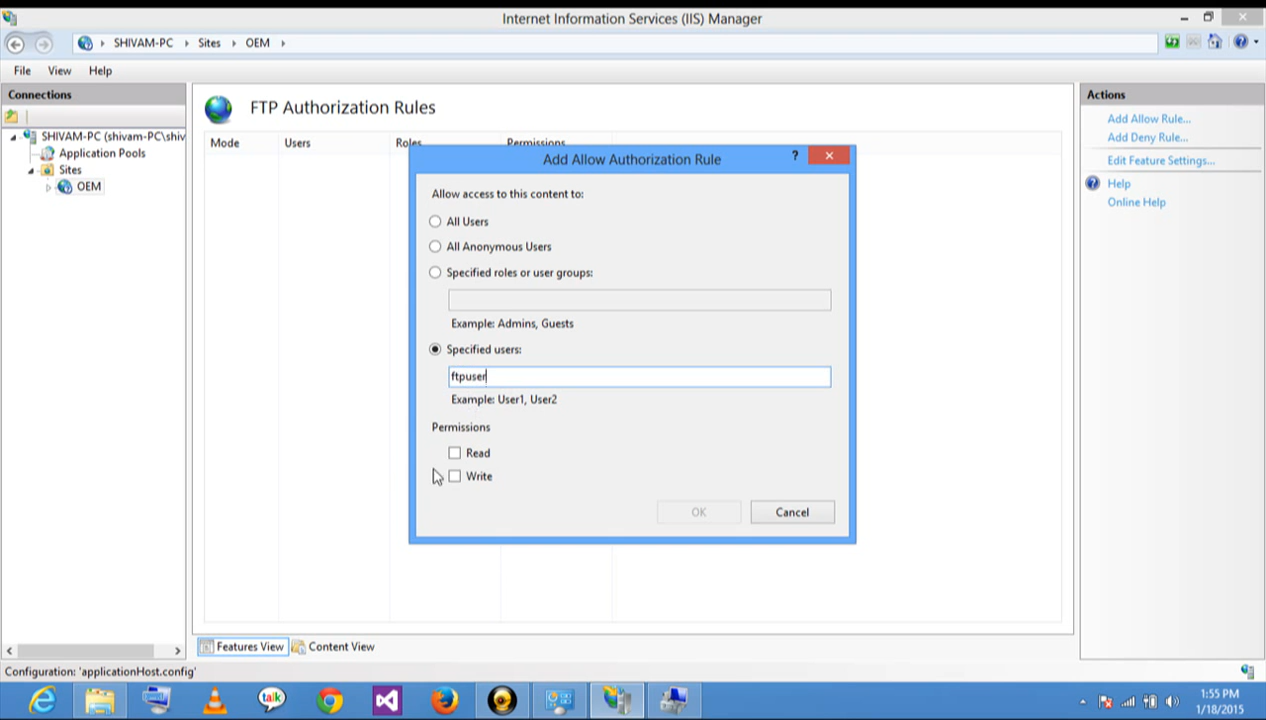 Internet Information Services (IIS) Manager
SHIVAM-PC
Sites
OEM
File View Help
Connections
SHIVAM-PC (shivam-PC\shiv
Application Pools
Sites
OEM
FTP Authorization Rules
Mode Users Roles Permissions
Add Allow Authorization Rule
?
Allow access to this content to:
All Users
All Anonymous Users
Specified roles or user groups:
Example: Admins, Guests
Specified users:
ftpuser
Example: User1, User2
Permissions
Read
Write
OK Cancel
Actions
Add Allow Rule...
Add Deny Rule...
Edit Feature Settings...
Help
Online Help
Features View Content View
Configuration: 'applicationHost.config'
talk
1:55 PM
1/18/2015